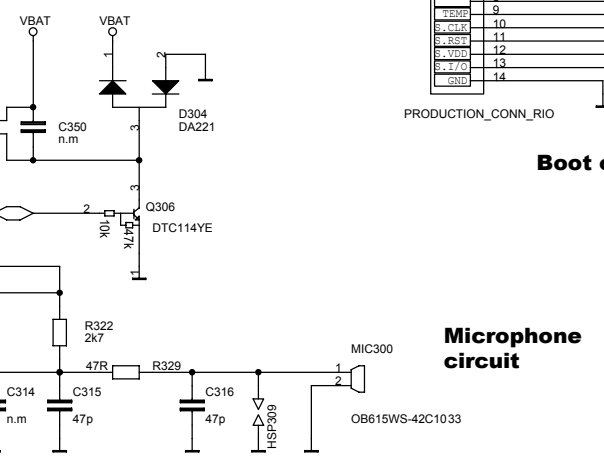 VBAT
VBAT
1
2
D304
DA221
3
C350
n.m
3
Q306
2
10k
47k
DTC114YE
1
TEMP
9
S.CLK
10
S.RST
11
S.VDD
12
S.I/O
13
GND
14
PRODUCTION_CONN_RIO
Boot
R322
2k7
Microphone
circuit
MIC300
47R
R329
1
2
C314
n.m
C315
47p
C316
47p
HSP309
OB615WS-42C1033